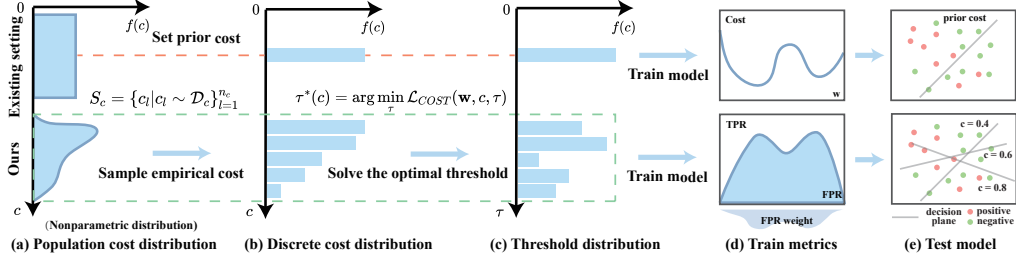 0
f(c)
Existing setting
Set prior cost
S_c = {c_l|c_l ∼ D_c}_{l=1}^{n_c}
Ours
Sample empirical cost
c
(Nonparametric distribution)
(a) Population cost distribution
0
f(c)
τ*(c) = arg min_τ L_COST(w, c, τ)
Solve the optimal threshold
c
(b) Discrete cost distribution
0
f(c)
Train model
Train model
τ
(c) Threshold distribution
Cost
w
TPR
FPR
FPR weight
(d) Train metrics
prior cost
c = 0.4
c = 0.6
c = 0.8
decision plane
positive
negative
(e) Test model